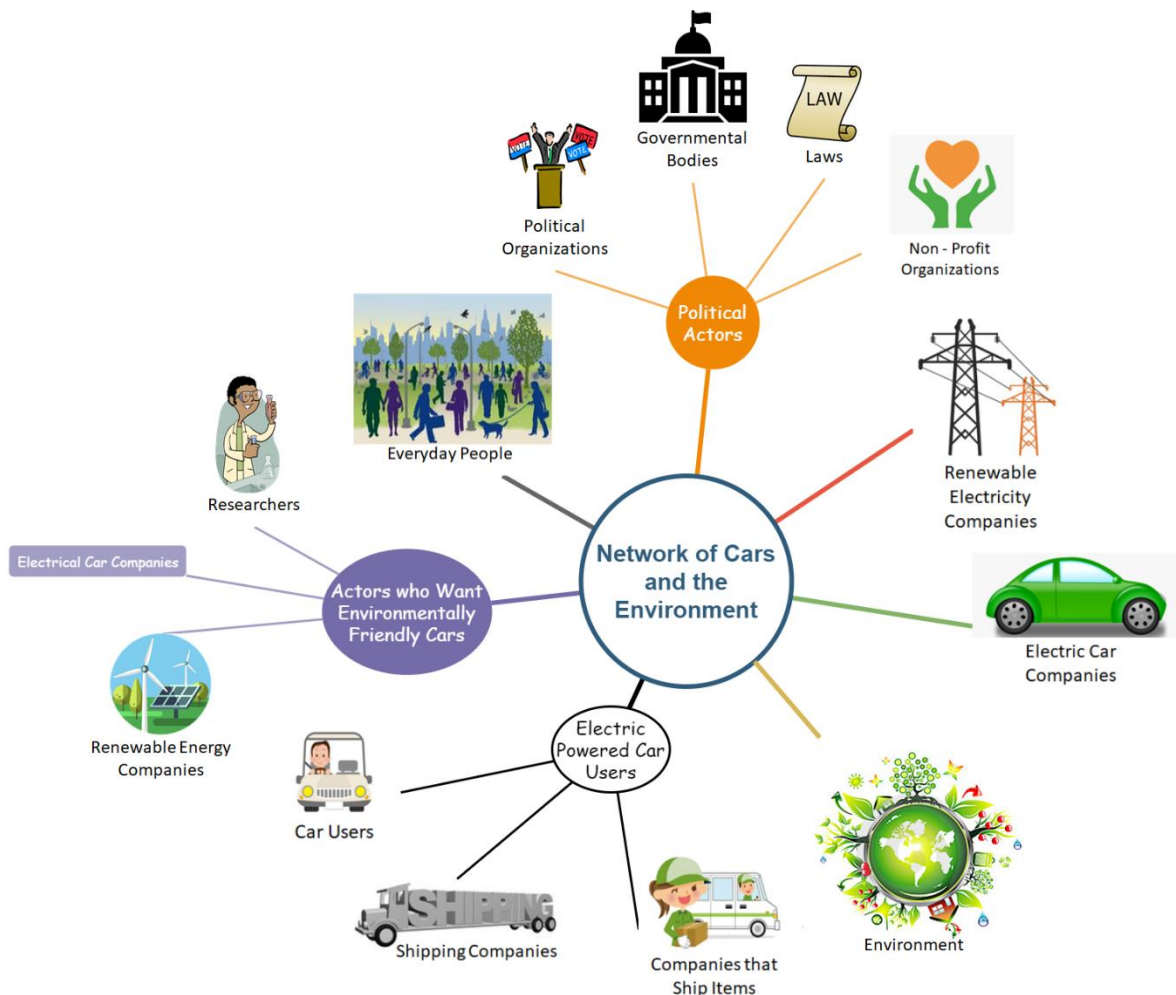 VOTE
VOTE
VOTE
Political
Organizations
Governmental
Bodies
LAW
Laws
Non - Profit
Organizations
Political
Actors
Everyday People
Renewable
Electricity
Companies
Researchers
Electrical Car Companies
Actors who Want
Environmentally
Friendly Cars
Network of Cars
and the
Environment
Electric Car
Companies
Renewable Energy
Companies
Electric
Powered Car
Users
Car Users
SHIPPING
Shipping Companies
Companies that
Ship Items
Environment